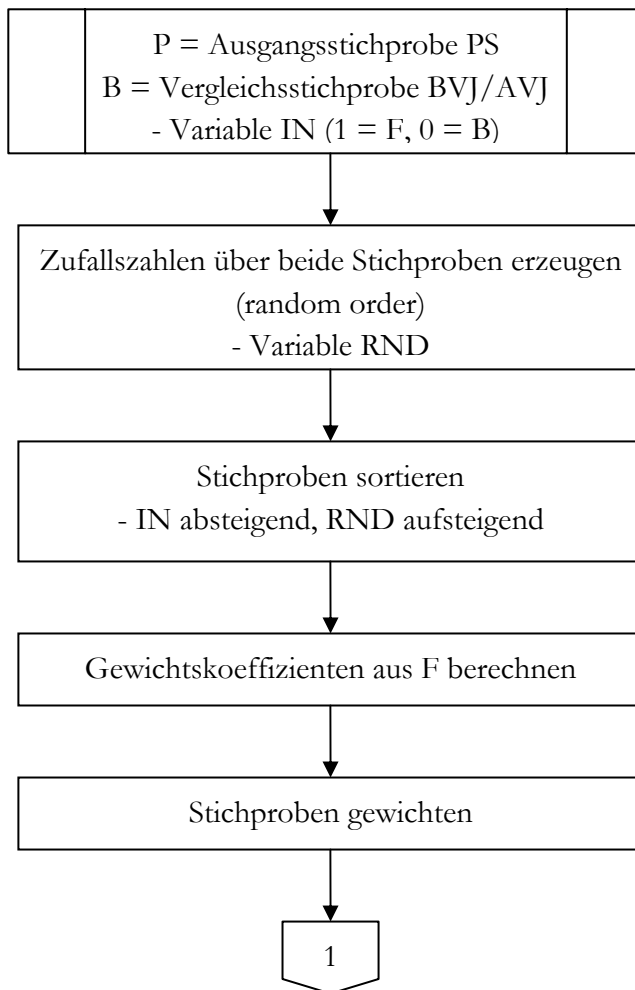 P = Ausgangsstichprobe PS
B = Vergleichsstichprobe BVJ/AVJ
- Variable IN (1 = F, 0 = B)
Zufallszahlen über beide Stichproben erzeugen
(random order)
- Variable RND
Stichproben sortieren
- IN absteigend, RND aufsteigend
Gewichtskoeffizienten aus F berechnen
Stichproben gewichten
1